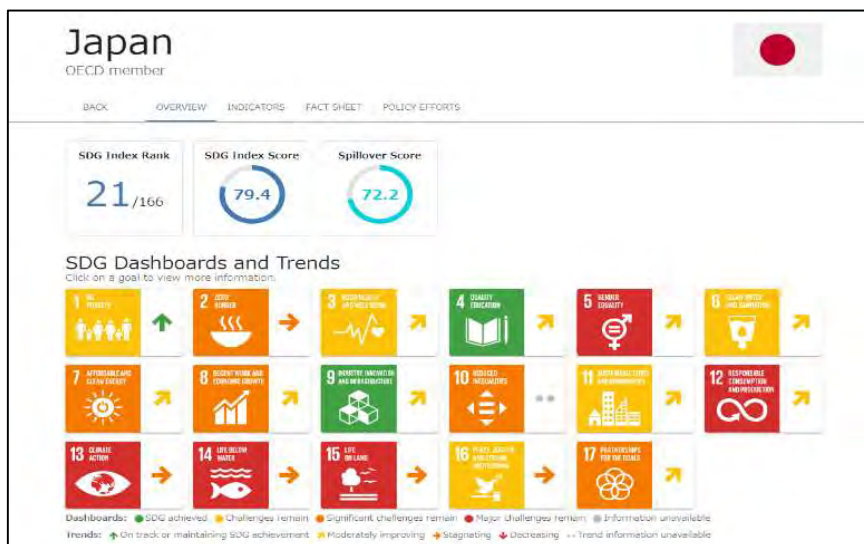 Japan
OECD member
BACK OVERVIEW INDICATORS FACT SHEET POLICY EFFORTS
SDG Index Rank SDG Index Score Spillover Score
21/166 79.4 72.2
SDG Dashboards and Trends
Click on a goal to view more information.
1 NO POVERTY
2 ZERO HUNGER
3 GOOD HEALTH AND WELL-BEING
4 QUALITY EDUCATION
5 GENDER EQUALITY
6 CLEAN WATER AND SANITATION
7 AFFORDABLE AND CLEAN ENERGY
8 DECENT WORK AND ECONOMIC GROWTH
9 INDUSTRY, INNOVATION AND INFRASTRUCTURE
10 REDUCED INEQUALITIES
11 SUSTAINABLE CITIES AND COMMUNITIES
12 RESPONSIBLE CONSUMPTION AND PRODUCTION
13 CLIMATE ACTION
14 LIFE BELOW WATER
15 LIFE ON LAND
16 PEACE, JUSTICE AND STRONG INSTITUTIONS
17 PARTNERSHIPS FOR THE GOALS
Dashboards: SDG achieved Challenges remain Significant challenges remain Major challenges remain Information unavailable
Trends: On track or maintaining SDG achievement Moderately improving Stagnating Decreasing Trend information unavailable